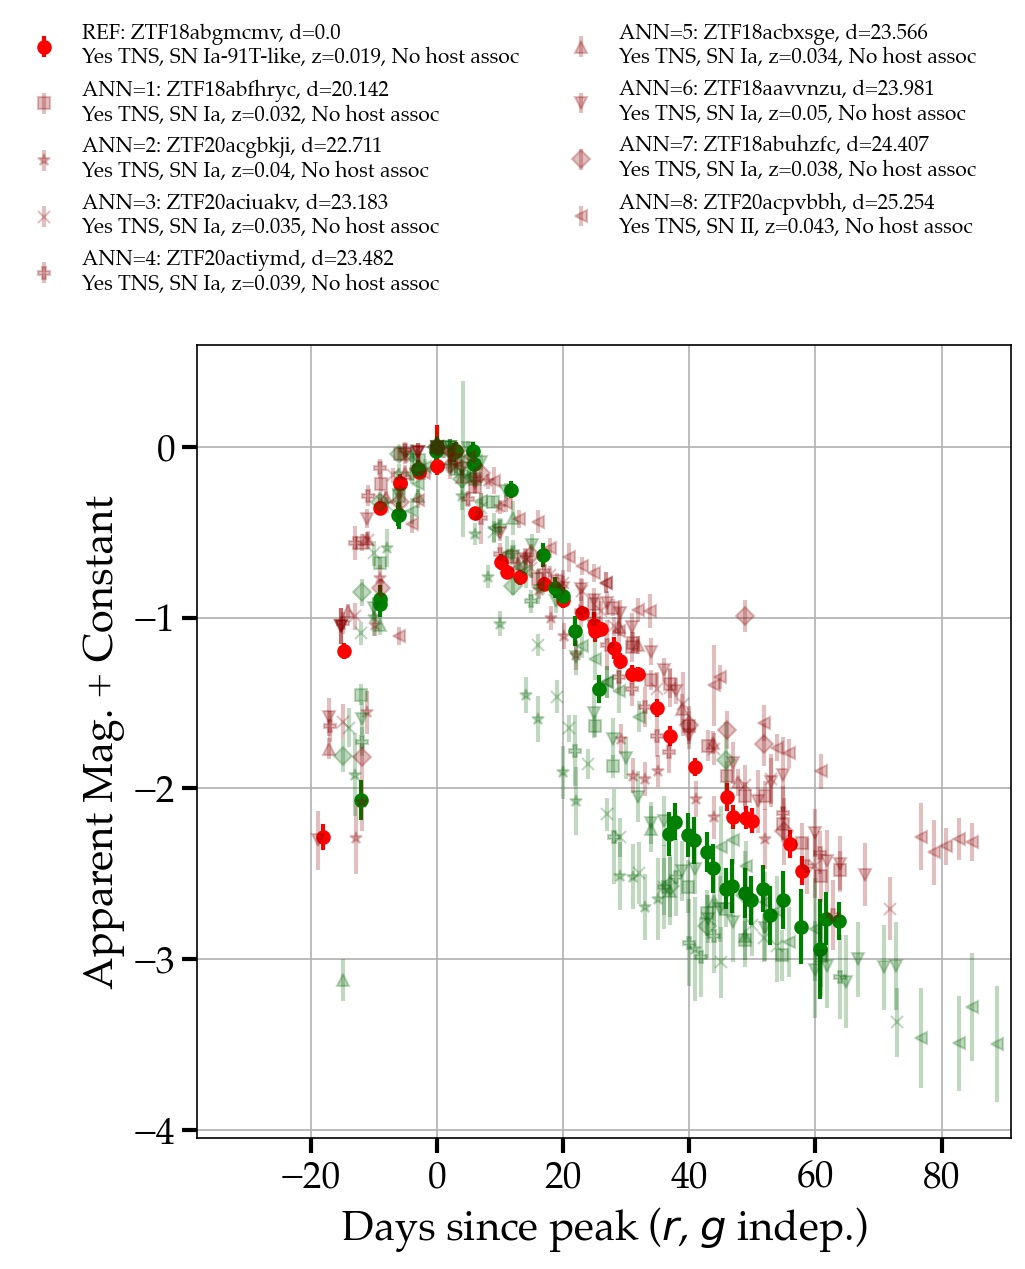 REF: ZTF18abgmcmv, d=0.0
Yes TNS, SN Ia-91T-like, z=0.019, No host assoc
ANN=1: ZTF18abfhryc, d=20.142
Yes TNS, SN Ia, z=0.032, No host assoc
ANN=2: ZTF20acgbkji, d=22.711
Yes TNS, SN Ia, z=0.04, No host assoc
ANN=3: ZTF20aciuakv, d=23.183
Yes TNS, SN Ia, z=0.035, No host assoc
ANN=4: ZTF20actiymd, d=23.482
Yes TNS, SN Ia, z=0.039, No host assoc
ANN=5: ZTF18acbxsge, d=23.566
Yes TNS, SN Ia, z=0.034, No host assoc
ANN=6: ZTF18aavvnzu, d=23.981
Yes TNS, SN Ia, z=0.05, No host assoc
ANN=7: ZTF18abuhzfc, d=24.407
Yes TNS, SN Ia, z=0.038, No host assoc
ANN=8: ZTF20acpvbbh, d=25.254
Yes TNS, SN II, z=0.043, No host assoc
Apparent Mag. + Constant
0
−1
−2
−3
−4
−20
0
20
40
60
80
Days since peak (r, g indep.)